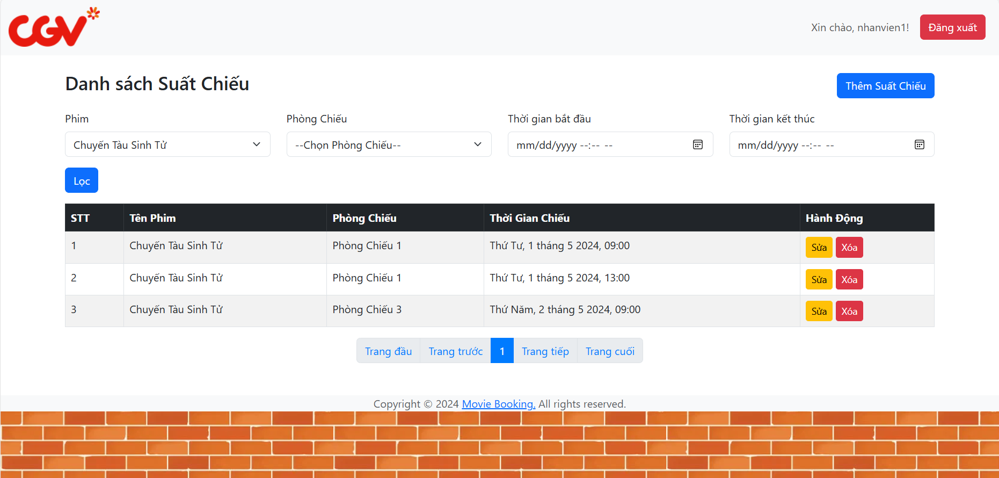 CGV
Xin chào, nhanvien1!
Đăng xuất
Danh sách Suất Chiếu
Thêm Suất Chiếu
Phim
Phòng Chiếu
Thời gian bắt đầu
Thời gian kết thúc
Chuyến Tàu Sinh Tử
--Chọn Phòng Chiếu--
mm/dd/yyyy --:-- --
mm/dd/yyyy --:-- --
Lọc
STT Tên Phim Phòng Chiếu Thời Gian Chiếu Hành Động
1 Chuyến Tàu Sinh Tử Phòng Chiếu 1 Thứ Tư, 1 tháng 5 2024, 09:00 Sửa Xóa
2 Chuyến Tàu Sinh Tử Phòng Chiếu 1 Thứ Tư, 1 tháng 5 2024, 13:00 Sửa Xóa
3 Chuyến Tàu Sinh Tử Phòng Chiếu 3 Thứ Năm, 2 tháng 5 2024, 09:00 Sửa Xóa
Trang đầu Trang trước 1 Trang tiếp Trang cuối
Copyright © 2024 Movie Booking. All rights reserved.